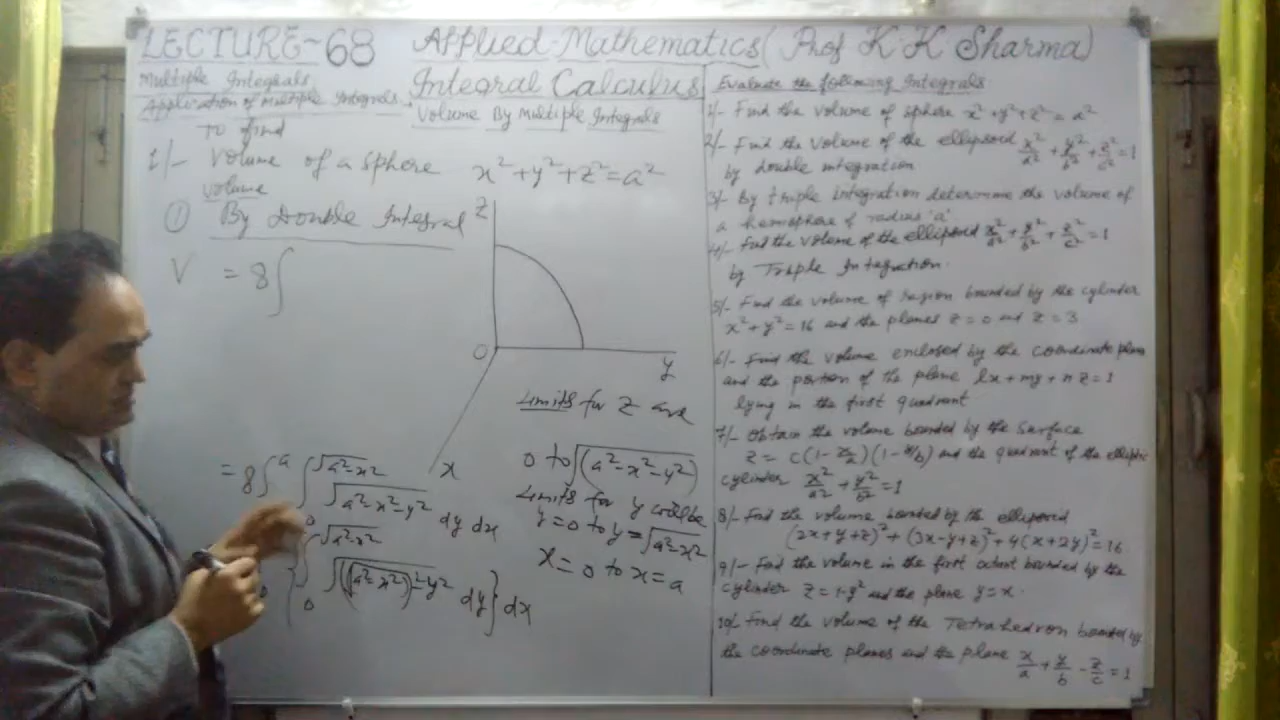 LECTURE-68 Applied-Mathematics (Prof K.K Sharma)
Multiple Integrals
Application of Multiple Integrals
Integral Calculus
Volume By Multiple Integrals
To find
1/- Volume of a sphere x²+y²+z²=a²
volume
① By Double Integral
V = 8∫
Z
O
y
X
Limits for Z are
0 to √(a²-x²-y²)
Limits for y will be
y=0 to y=√a²-x²
x=0 to x=a
= 8∫ᵃ ∫₀^√a²-x² √a²-x²-y² dy dx
{∫₀^√a²-x² √(√a²-x²)²-y² dy} dx
Evaluate the following Integrals
1/- Find the volume of sphere x²+y²+z²=a²
2/- Find the Volume of the ellipsoid x²/a²+y²/b²+z²/c²=1
by double integration
3/- By triple integration determine the volume of
a hemisphere of radius 'a'
4/- Find the volume of the ellipsoid x²/a²+y²/b²+z²/c²=1
by Triple Integration.
5/- Find the volume of region bounded by the cylinder
x²+y²=16 and the planes z=0 and z=3
6/- Find the volume enclosed by the coordinate plane
and the portion of the plane lx+my+nz=1
lying in the first quadrant
7/- Obtain the volume bounded by the Surface
z=c(1-x/a)(1-y/b) and the quadrant of the elliptic
cylinder x²/a²+y²/b²=1
8/- Find the volume bounded by the ellipsoid
(2x+y+z)²+(3x-y+z)²+4(x+2y)²=16
9/- Find the volume in the first octant bounded by the
cylinder z=1-y² and the plane y=x.
10/- Find the volume of the Tetrahedron bounded by
the coordinate planes and the plane x/a+y/b-z/c=1